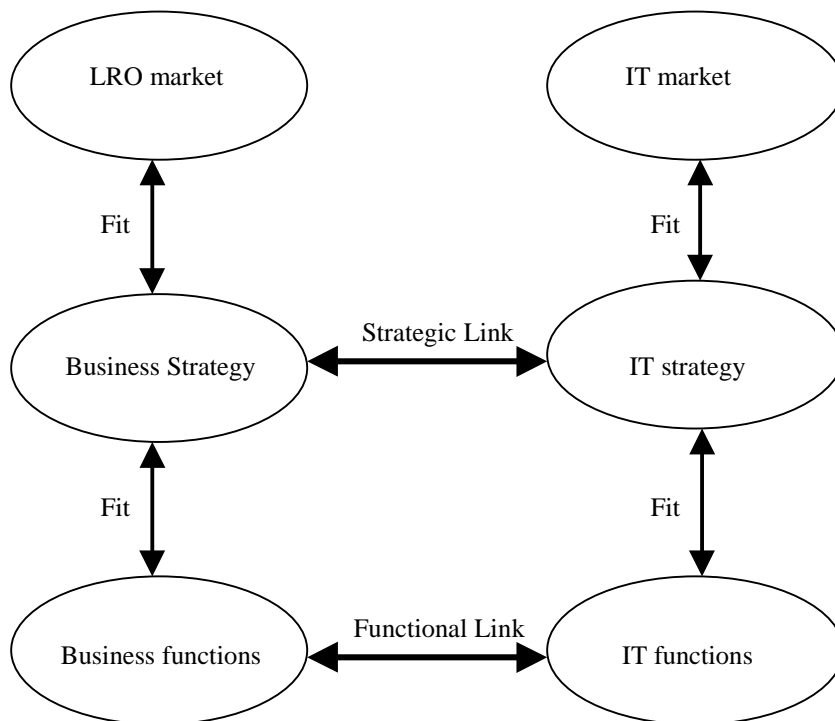 LRO market
IT market
Fit
Fit
Strategic Link
Business Strategy
IT strategy
Fit
Fit
Functional Link
Business functions
IT functions